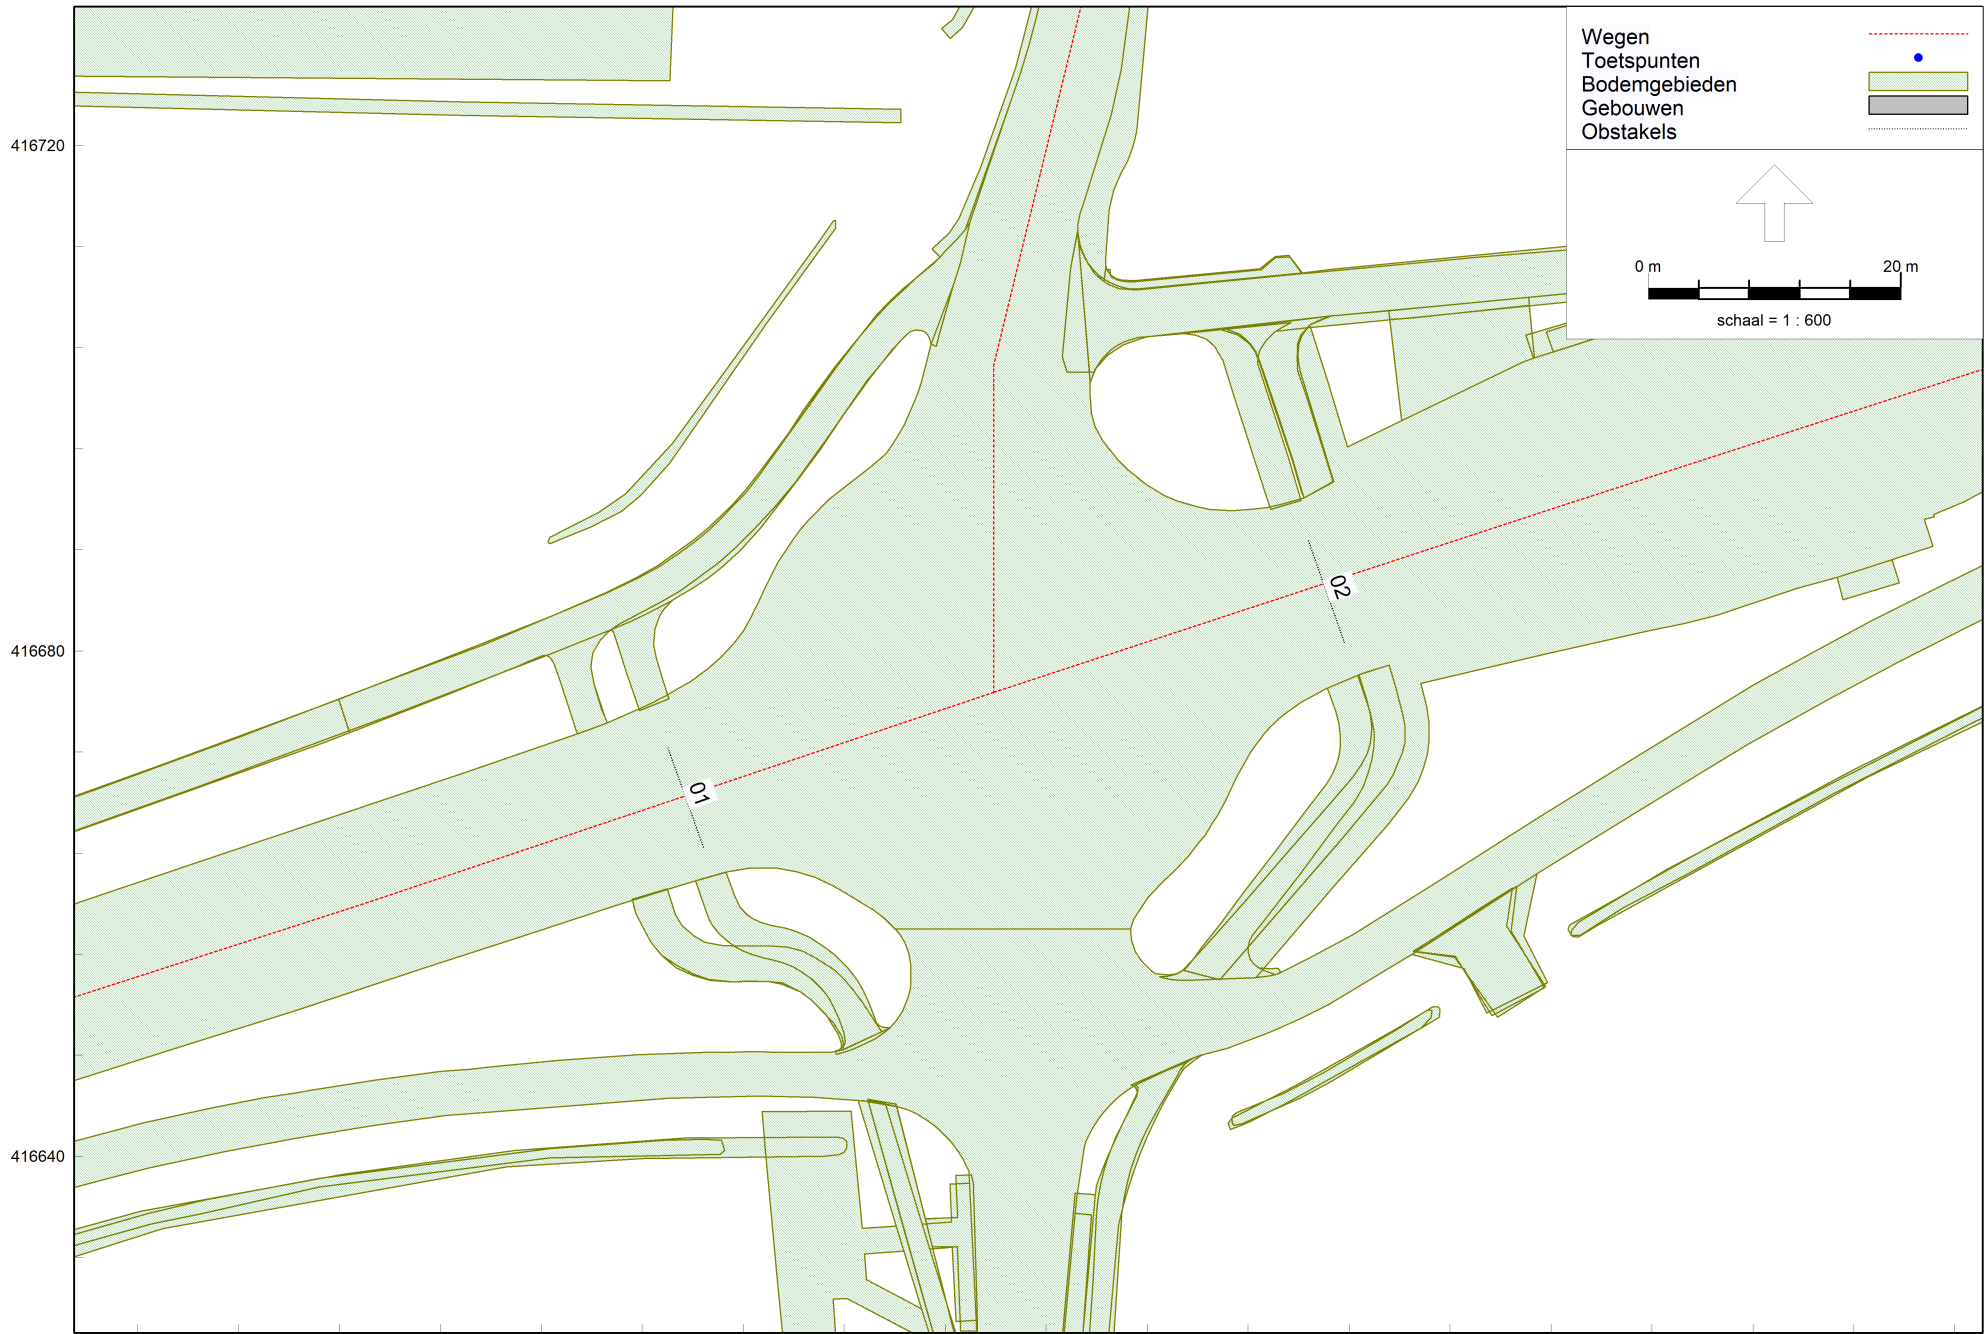 Wegen
Toetspunten
Bodemgebieden
Gebouwen
Obstakels
0 m 20 m
schaal = 1 : 600
416720
416680
416640
02
01